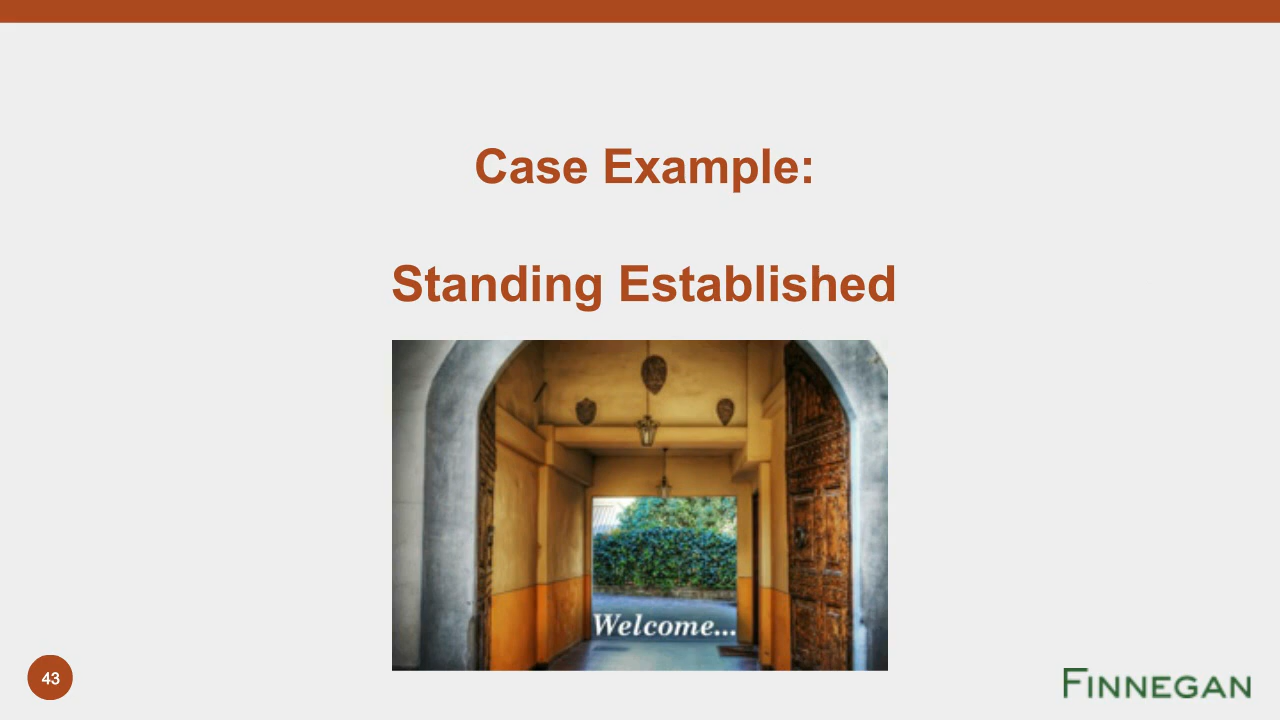 Case Example:
Standing Established
Welcome...
43
FINNEGAN